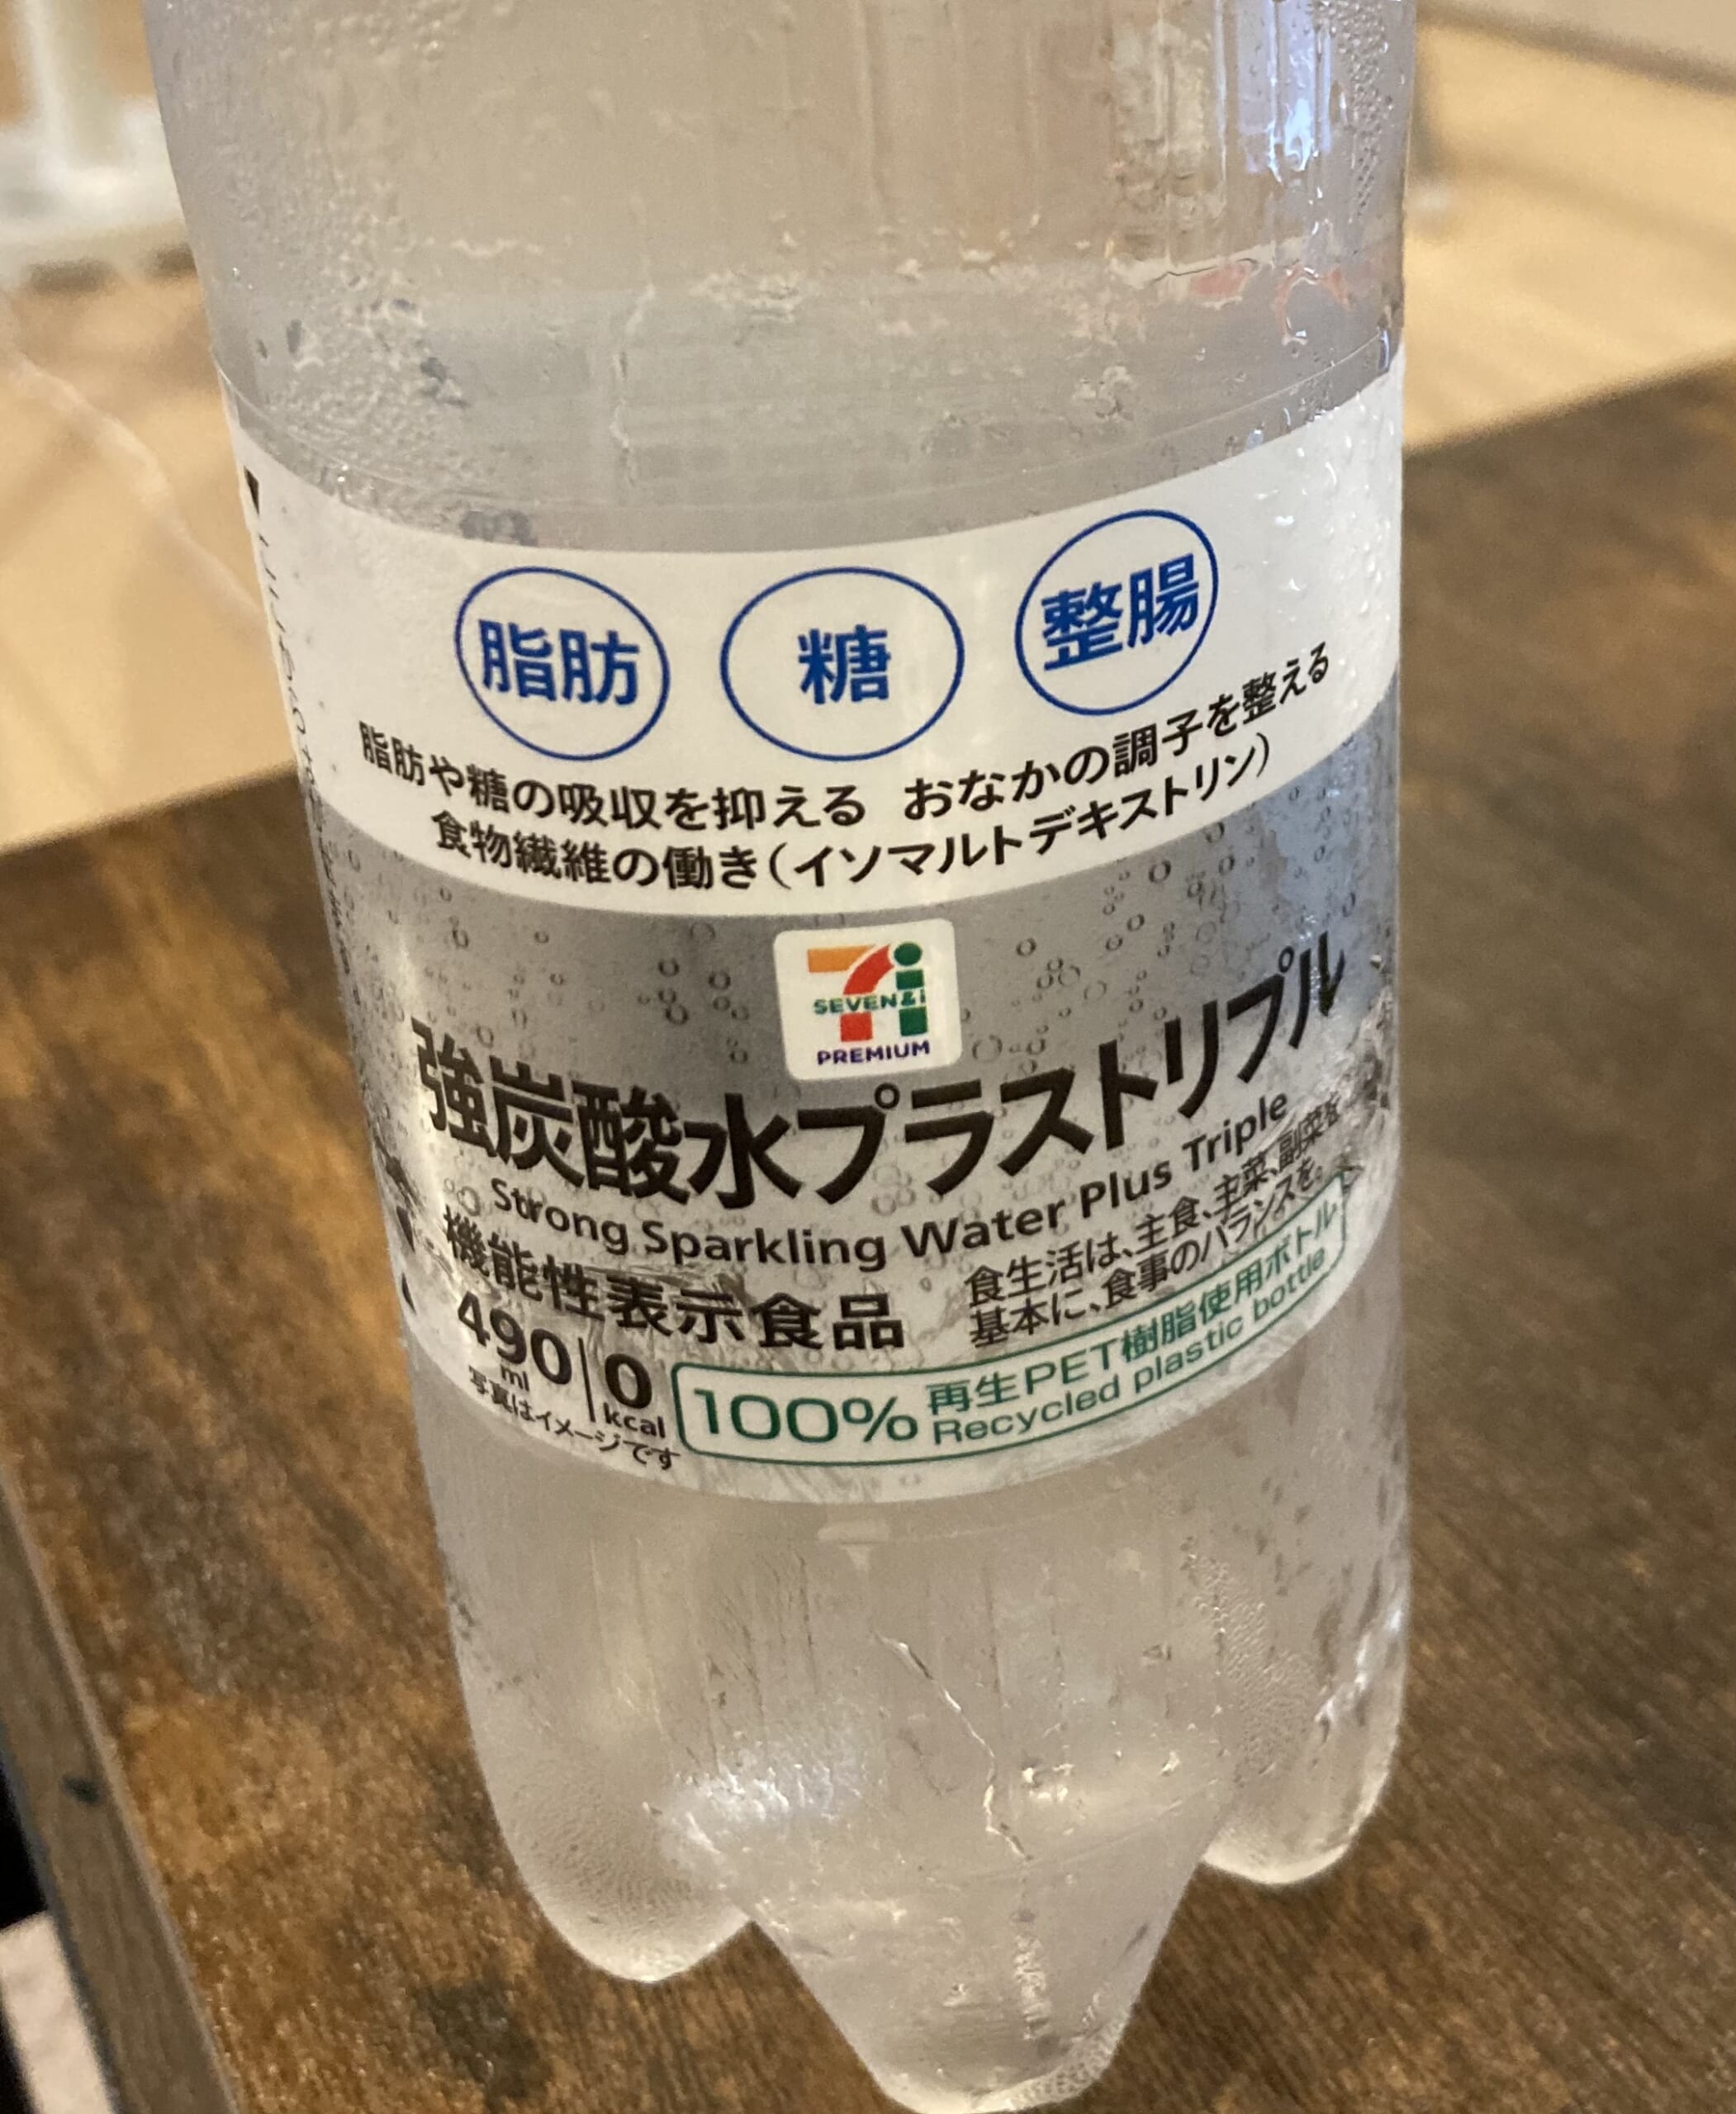 脂肪
糖
整腸
脂肪や糖の吸収を抑える おなかの調子を整える
食物繊維の働き(イソマルトデキストリン)
SEVEN&i
PREMIUM
強炭酸水プラストリプル
Strong Sparkling Water Plus Triple
機能性表示食品
食生活は、主食、主菜、副菜を
基本に、食事のバランスを。
490ml | 0kcal
写真はイメージです
100% 再生PET樹脂使用ボトル
Recycled plastic bottle